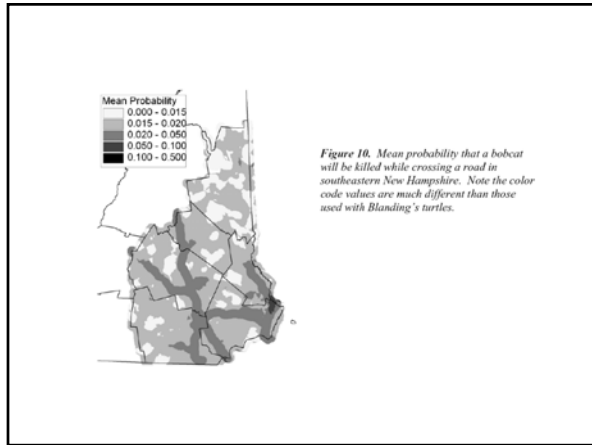 Mean Probability
0.000 - 0.015
0.015 - 0.020
0.020 - 0.050
0.050 - 0.100
0.100 - 0.500
Figure 10. Mean probability that a bobcat
will be killed while crossing a road in
southeastern New Hampshire. Note the color
code values are much different than those
used with Blanding's turtles.